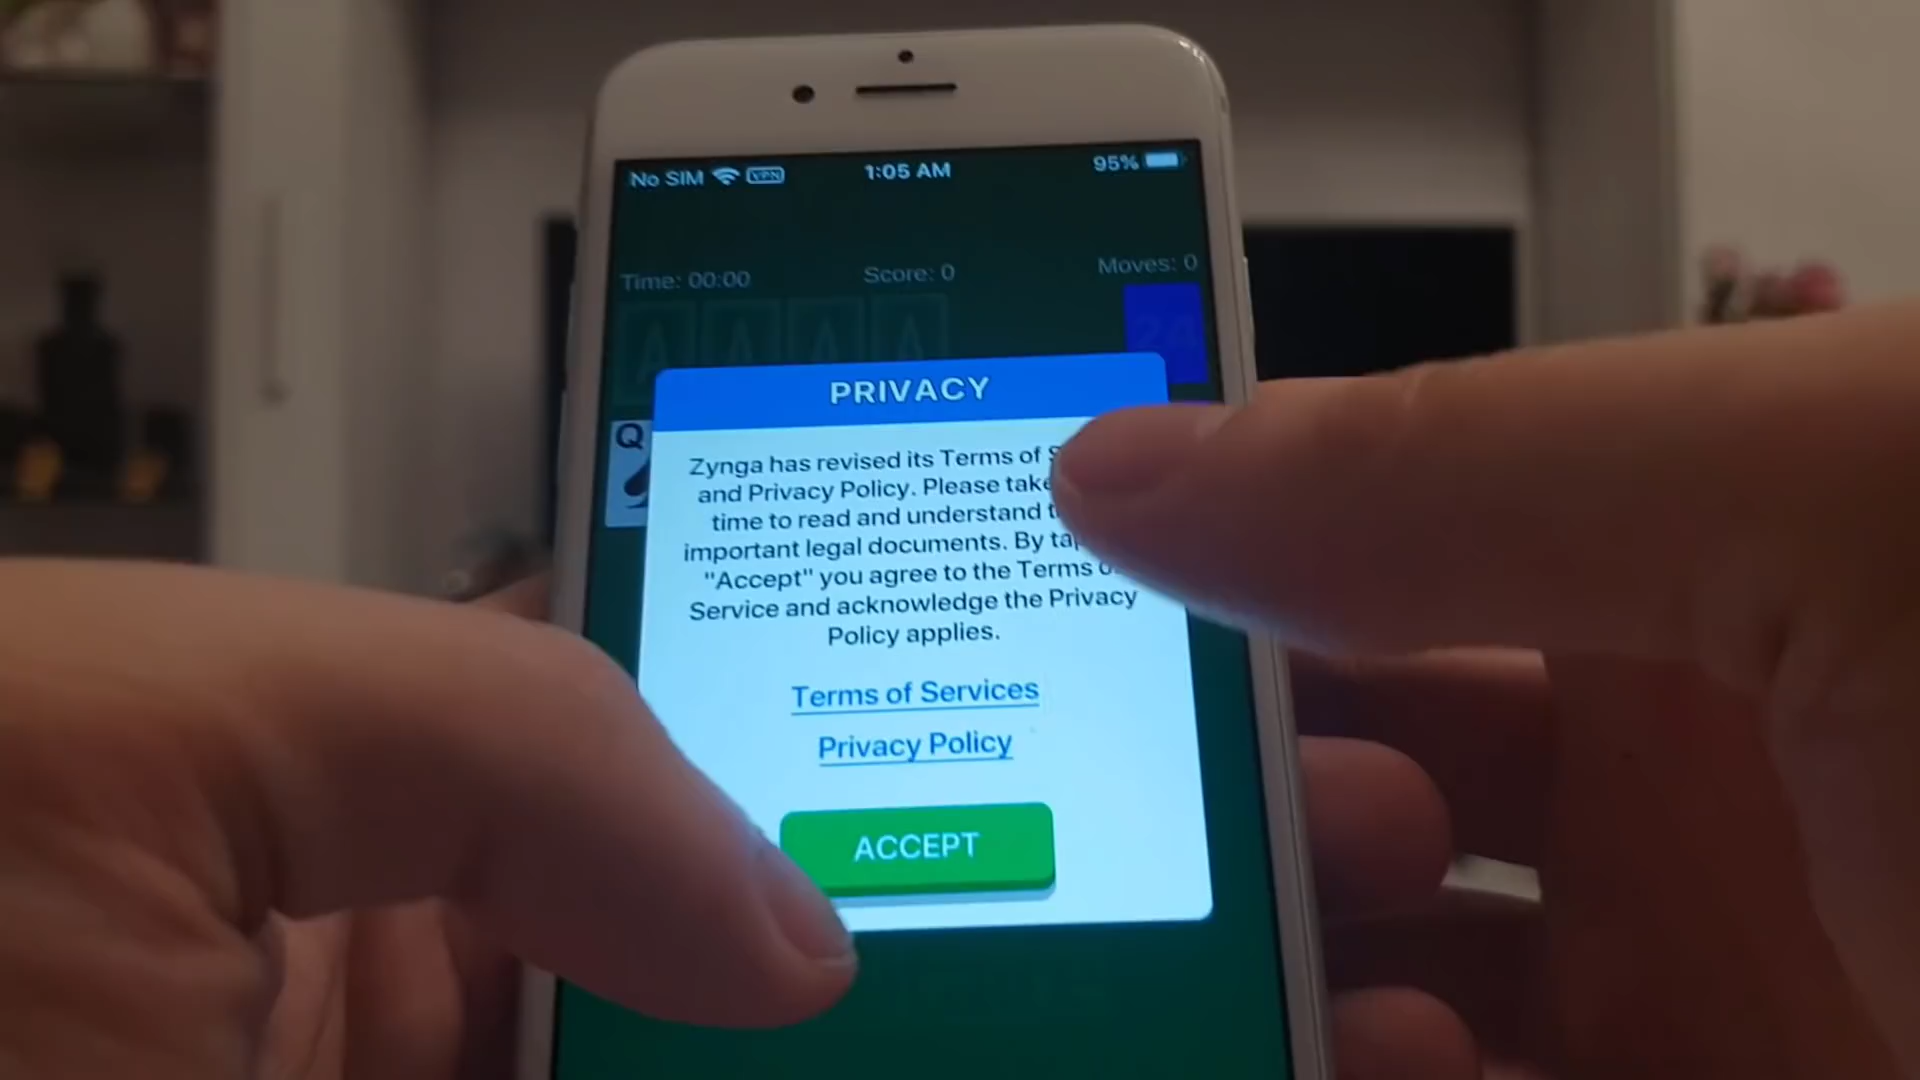 No SIM VPN 1:05 AM 95%
Time: 00:00 Score: 0 Moves: 0
A A A A 24
PRIVACY
Q
Zynga has revised its Terms of
and Privacy Policy. Please take
time to read and understand
important legal documents. By
"Accept" you agree to the Terms
Service and acknowledge the Privacy
Policy applies.
Terms of Services
Privacy Policy
ACCEPT